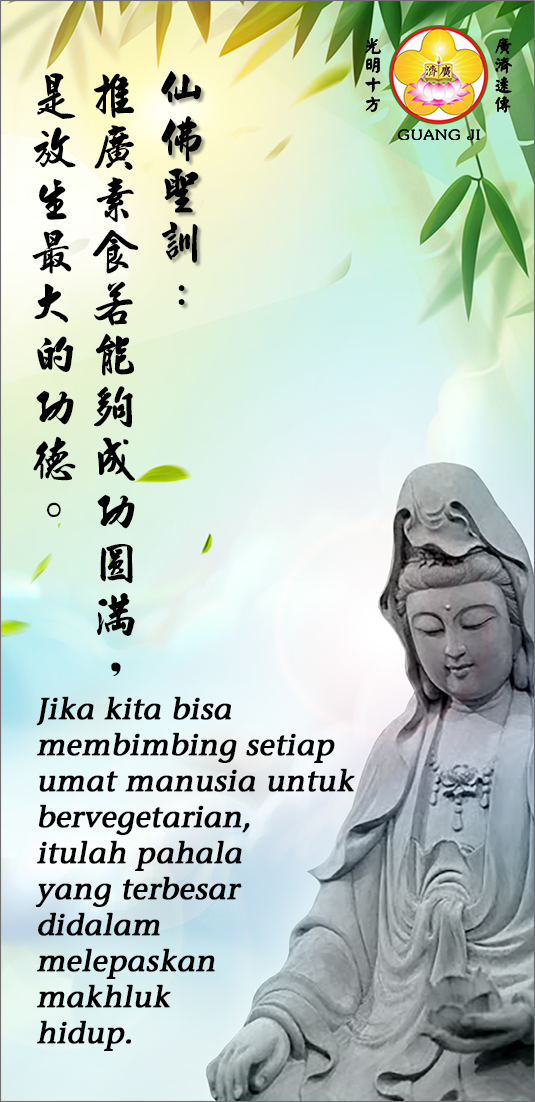 仙佛聖訓：
推廣素食若能夠成功圓滿，
是放生最大的功德。
光明十方
廣濟遠傳
濟廣
GUANG JI
Jika kita bisa
membimbing setiap
umat manusia untuk
bervegetarian,
itulah pahala
yang terbesar
didalam
melepaskan
makhluk
hidup.